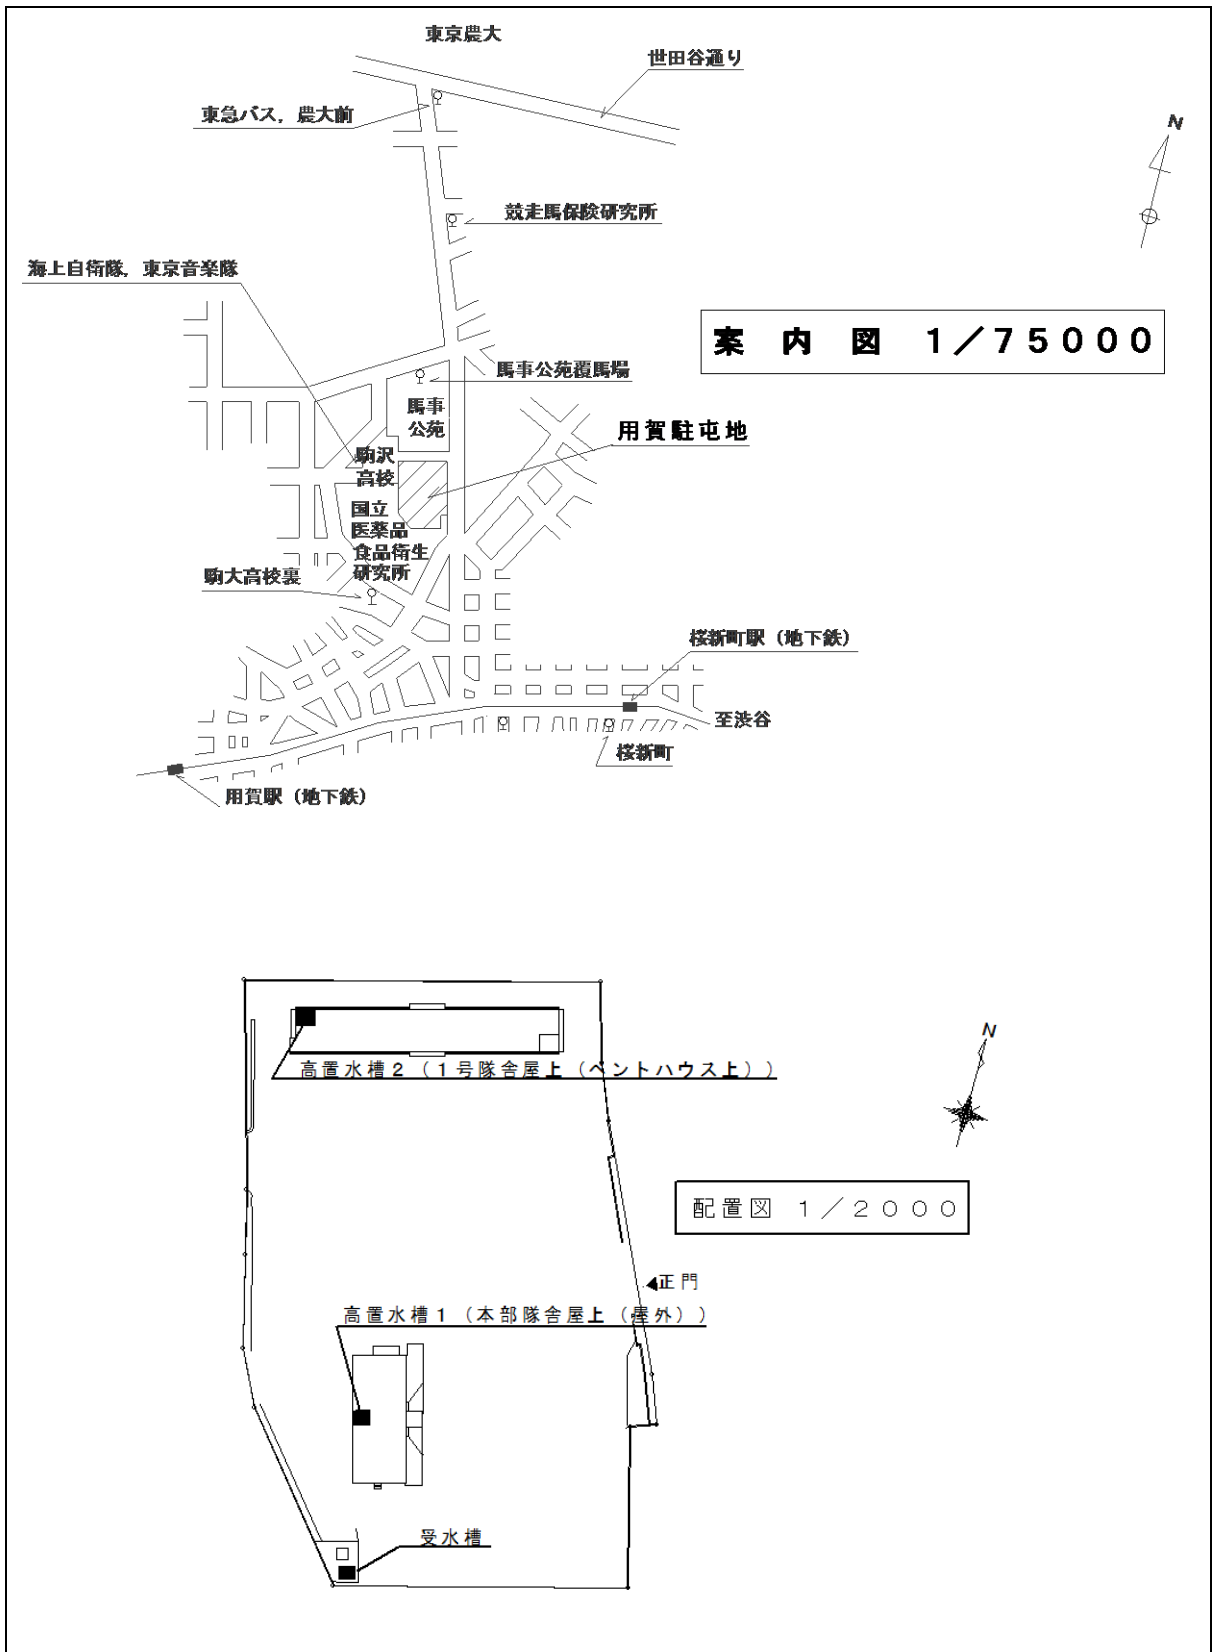 東京農大
世田谷通り
東急バス，農大前
N
競走馬保険研究所
海上自衛隊，東京音楽隊
案内図 １／７５０００
馬事公苑覆馬場
馬事
公苑
用賀駐屯地
駒沢
高校
国立
医薬品
食品衛生
研究所
駒大高校裏
桜新町駅（地下鉄）
至渋谷
桜新町
用賀駅（地下鉄）
N
高置水槽２（１号隊舎屋上（ペントハウス上））
配置図 １／２０００
正門
高置水槽１（本部隊舎屋上（屋外））
受水槽